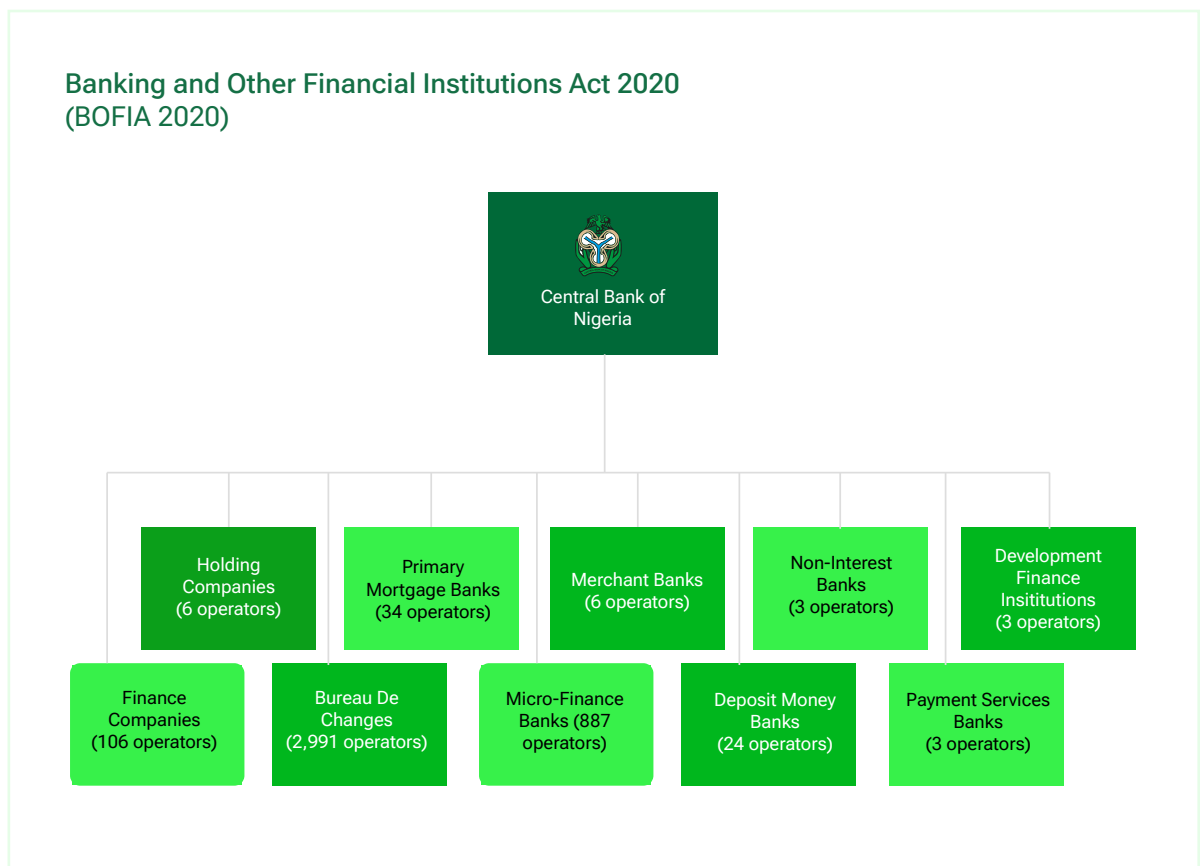 Banking and Other Financial Institutions Act 2020
(BOFIA 2020)
Central Bank of
Nigeria
Holding
Companies
(6 operators)
Primary
Mortgage Banks
(34 operators)
Merchant Banks
(6 operators)
Non-Interest
Banks
(3 operators)
Development
Finance
Insititutions
(3 operators)
Finance
Companies
(106 operators)
Bureau De
Changes
(2,991 operators)
Micro-Finance
Banks (887
operators)
Deposit Money
Banks
(24 operators)
Payment Services
Banks
(3 operators)